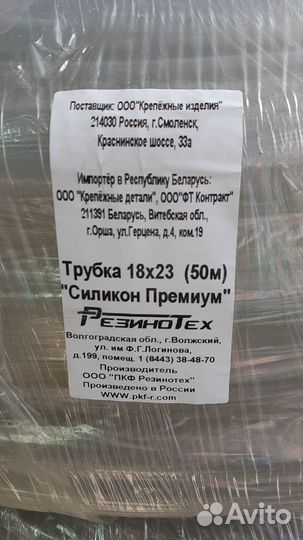 Поставщик: ООО"Крепёжные изделия"
214030 Россия, г.Смоленск,
Краснинское шоссе, 33а
Импортёр в Республику Беларусь:
ООО "Крепёжные детали", ООО"ФТ Контракт"
211391 Беларусь, Витебская обл.,
г.Орша, ул.Герцена, д.4, ком.19
Трубка 18х23 (50м)
"Силикон Премиум"
РЕЗИНОТЕХ
Волгоградская обл., г.Волжский,
ул. им Ф.Г.Логинова,
д.199, помещ. 1 (8443) 38-48-70
Производитель
ООО "ПКФ Резинотех"
Произведено в России
www.pkf-r.com
Avito